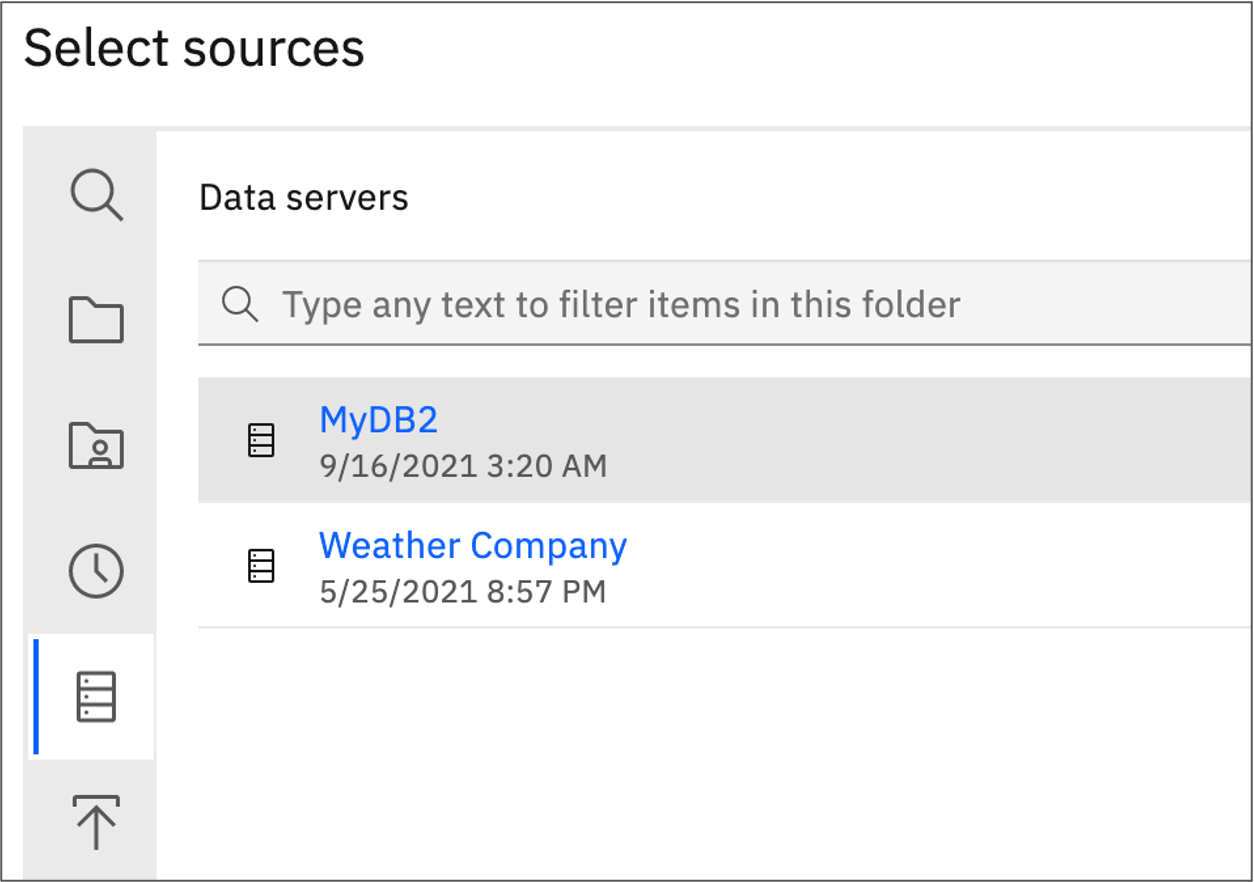 Select sources
Data servers
Type any text to filter items in this folder
MyDB2
9/16/2021 3:20 AM
Weather Company
5/25/2021 8:57 PM